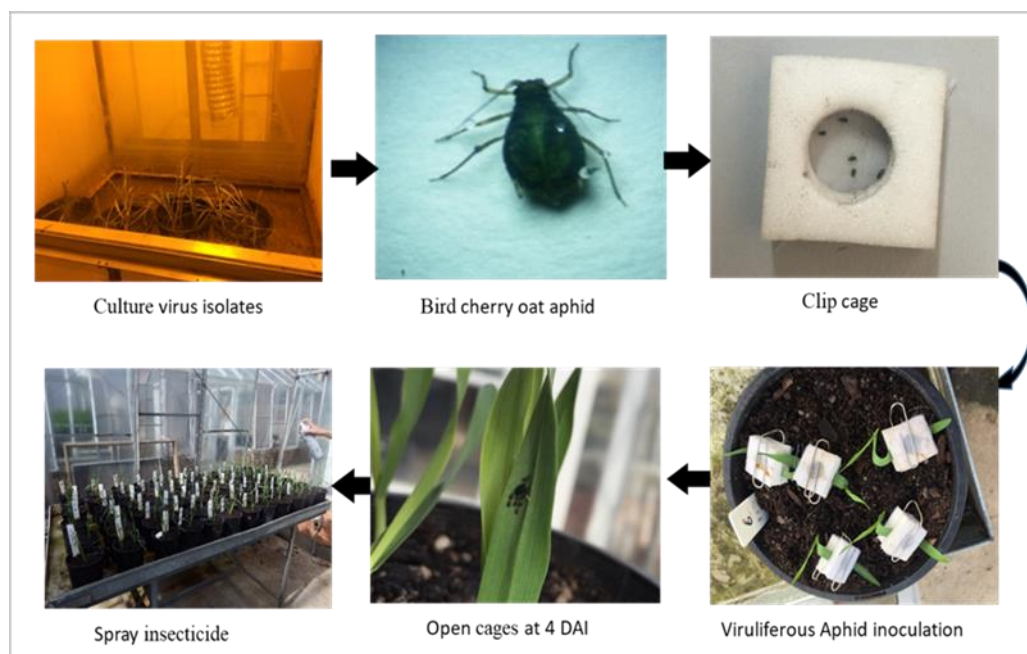 Culture virus isolates
Bird cherry oat aphid
Clip cage
Spray insecticide
Open cages at 4 DAI
Viruliferous Aphid inoculation